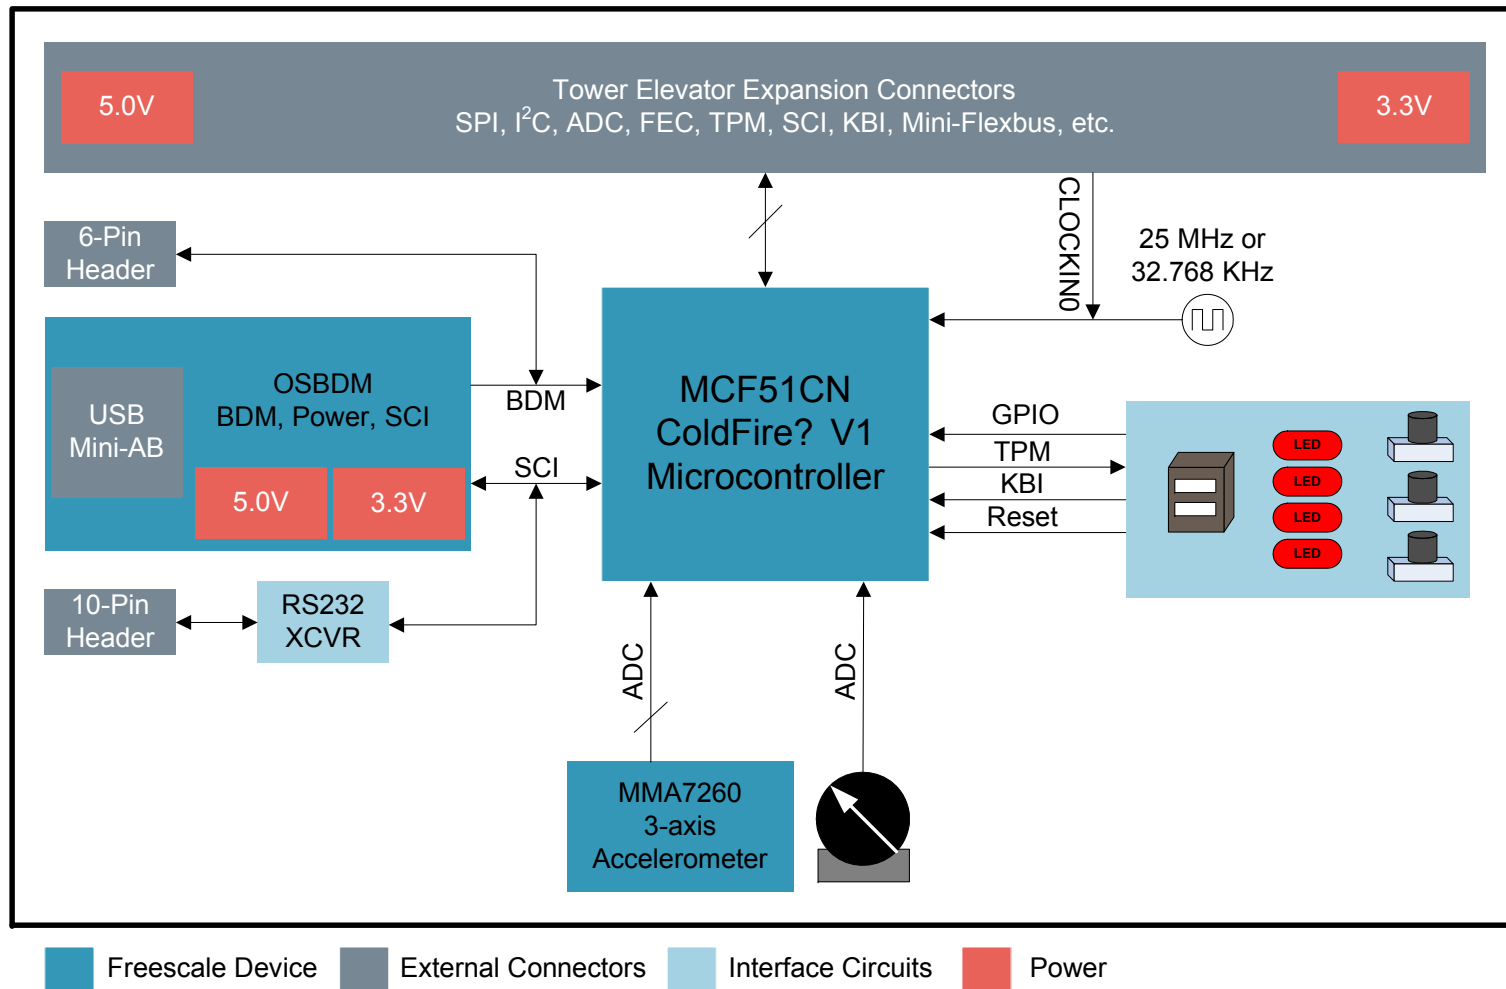 Tower Elevator Expansion Connectors
SPI, I²C, ADC, FEC, TPM, SCI, KBI, Mini-Flexbus, etc.
5.0V
3.3V
CLOCKIN0
25 MHz or
32.768 KHz
6-Pin
Header
USB
Mini-AB
OSBDM
BDM, Power, SCI
5.0V
3.3V
BDM
SCI
MCF51CN
ColdFire? V1
Microcontroller
GPIO
TPM
KBI
Reset
LED
LED
LED
LED
10-Pin
Header
RS232
XCVR
ADC
ADC
MMA7260
3-axis
Accelerometer
Freescale Device
External Connectors
Interface Circuits
Power